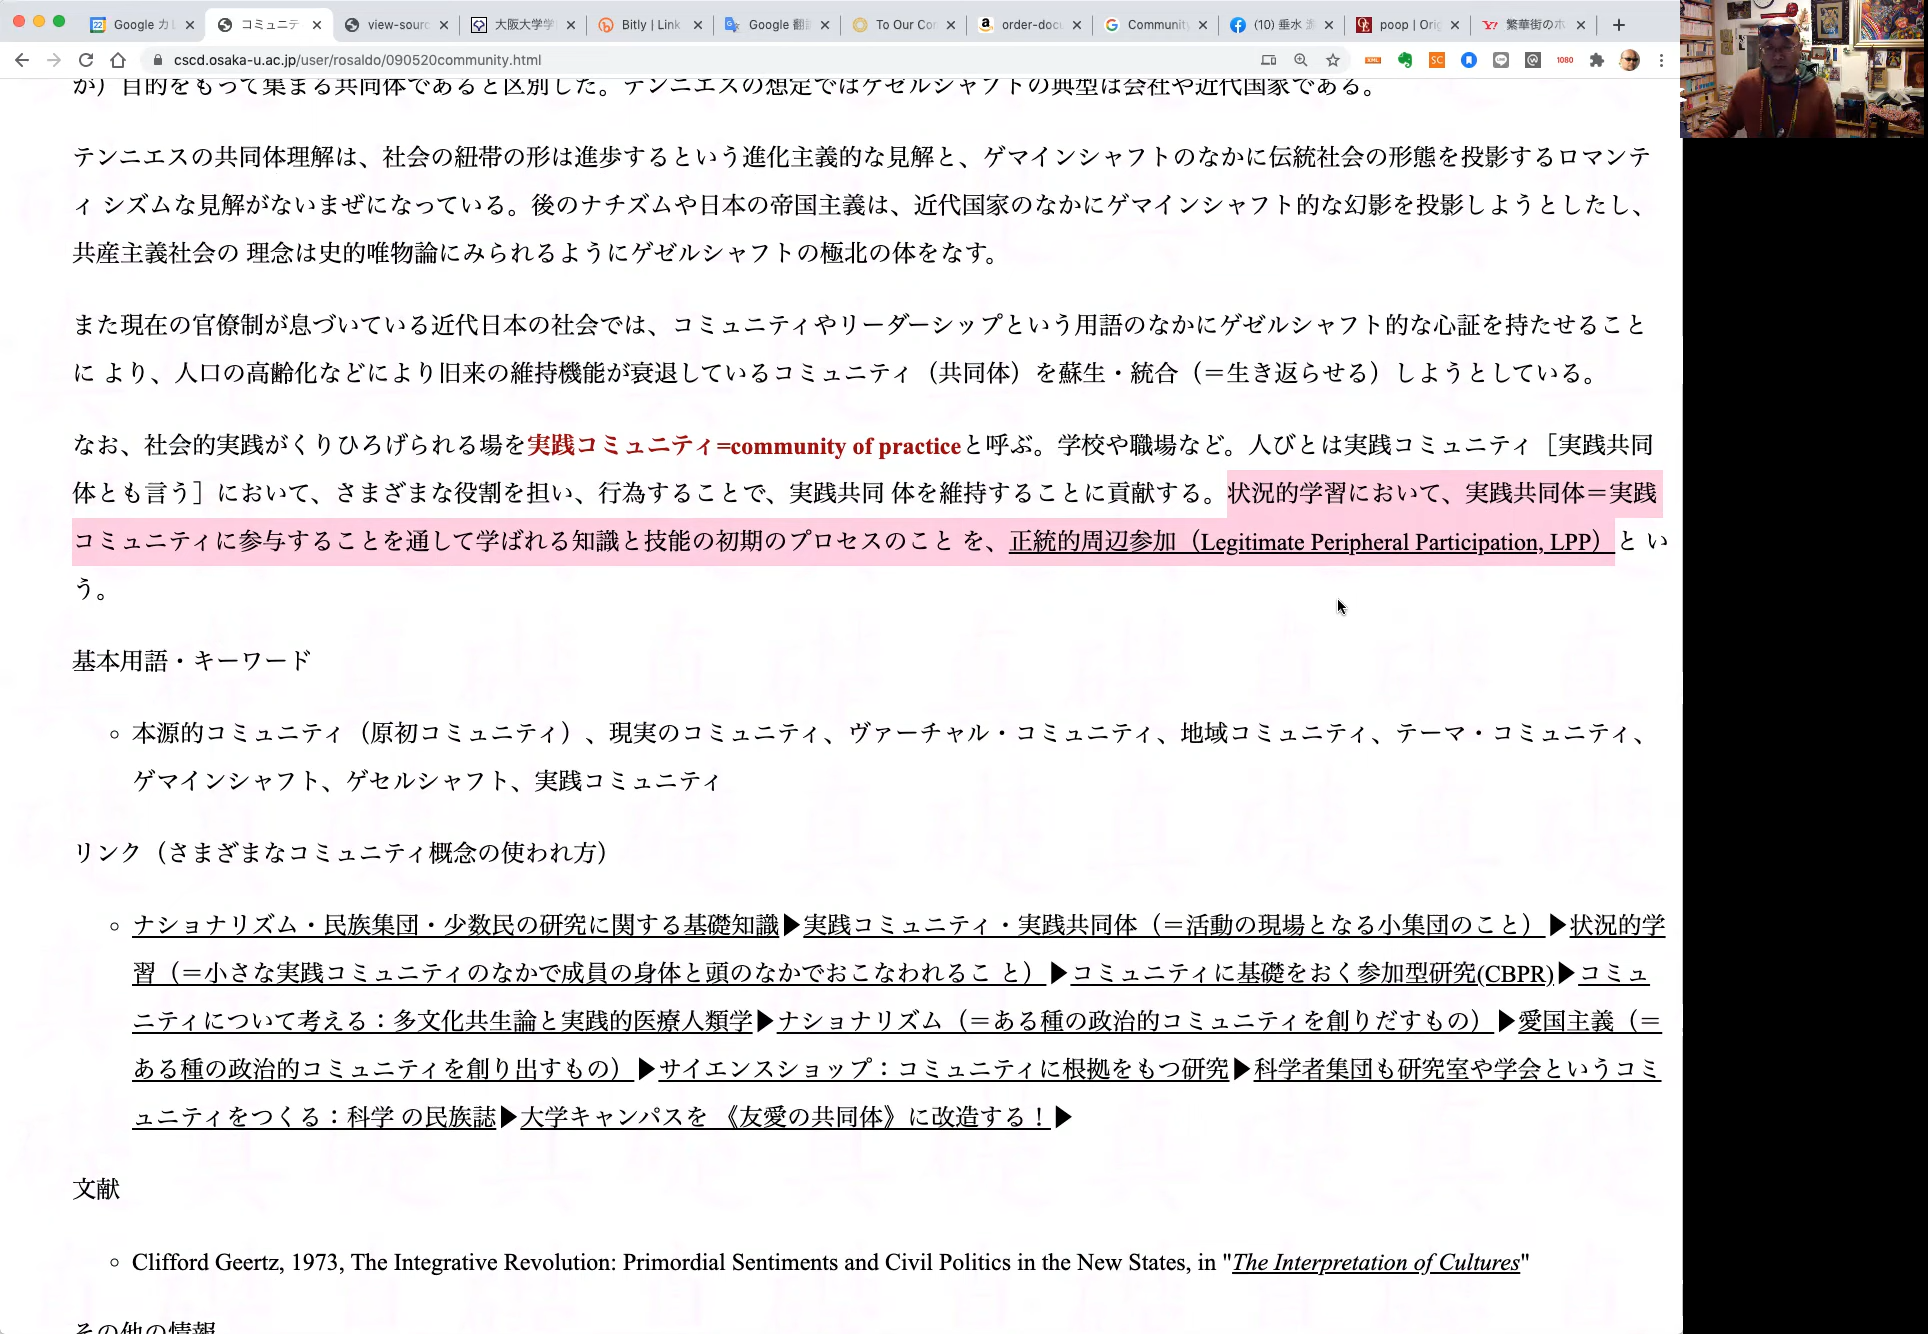 Google カレ
コミュニテ
view-sourc
大阪大学学
Bitly | Link
Google 翻訳
To Our Cor
order-docu
Community
(10) 垂水 源
poop | Orig
繁華街のホ
cscd.osaka-u.ac.jp/user/rosaldo/090520community.html
が）目的をもって集まる共同体であると区別した。テンニエスの想定ではゲゼルシャフトの典型は会社や近代国家である。
テンニエスの共同体理解は、社会の紐帯の形は進歩するという進化主義的な見解と、ゲマインシャフトのなかに伝統社会の形態を投影するロマンテ
ィ シズムな見解がないまぜになっている。後のナチズムや日本の帝国主義は、近代国家のなかにゲマインシャフト的な幻影を投影しようとしたし、
共産主義社会の 理念は史的唯物論にみられるようにゲゼルシャフトの極北の体をなす。
また現在の官僚制が息づいている近代日本の社会では、コミュニティやリーダーシップという用語のなかにゲゼルシャフト的な心証を持たせること
に より、人口の高齢化などにより旧来の維持機能が衰退しているコミュニティ（共同体）を蘇生・統合（＝生き返らせる）しようとしている。
なお、社会的実践がくりひろげられる場を実践コミュニティ=community of practiceと呼ぶ。学校や職場など。人びとは実践コミュニティ［実践共同
体とも言う］において、さまざまな役割を担い、行為することで、実践共同 体を維持することに貢献する。状況的学習において、実践共同体＝実践
コミュニティに参与することを通して学ばれる知識と技能の初期のプロセスのこと を、正統的周辺参加（Legitimate Peripheral Participation, LPP）と い
う。
基本用語・キーワード
本源的コミュニティ（原初コミュニティ）、現実のコミュニティ、ヴァーチャル・コミュニティ、地域コミュニティ、テーマ・コミュニティ、
ゲマインシャフト、ゲセルシャフト、実践コミュニティ
リンク（さまざまなコミュニティ概念の使われ方）
ナショナリズム・民族集団・少数民の研究に関する基礎知識▶実践コミュニティ・実践共同体（＝活動の現場となる小集団のこと）▶状況的学
習（＝小さな実践コミュニティのなかで成員の身体と頭のなかでおこなわれるこ と）▶コミュニティに基礎をおく参加型研究(CBPR)▶コミュ
ニティについて考える：多文化共生論と実践的医療人類学▶ナショナリズム（＝ある種の政治的コミュニティを創りだすもの）▶愛国主義（＝
ある種の政治的コミュニティを創り出すもの）▶サイエンスショップ：コミュニティに根拠をもつ研究▶科学者集団も研究室や学会というコミ
ュニティをつくる：科学 の民族誌▶大学キャンパスを 《友愛の共同体》に改造する！▶
文献
Clifford Geertz, 1973, The Integrative Revolution: Primordial Sentiments and Civil Politics in the New States, in "The Interpretation of Cultures"
その他の情報